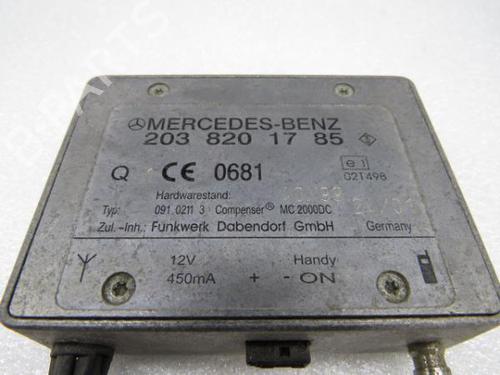 MERCEDES-BENZ
203 820 17 85
Q CE 0681
e1
021498
Hardwarestand:
Typ: 091 0211 3 Compenser® MC 2000DC
Zul.-Inh.: Funkwerk Dabendorf GmbH Germany
12V Handy
450mA + - ON